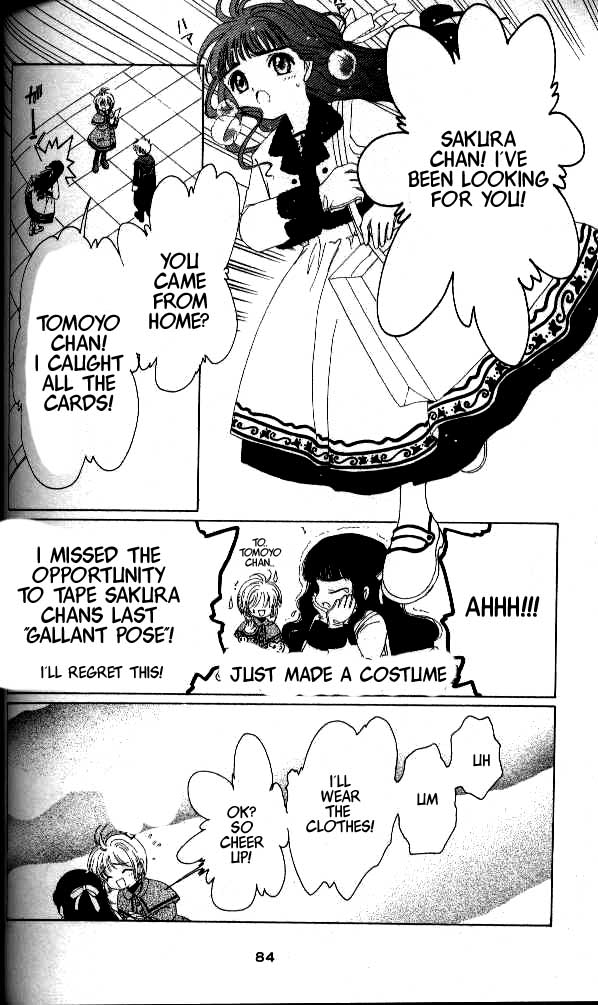 SAKURA
CHAN! I'VE
BEEN LOOKING
FOR YOU!
YOU
CAME
FROM
HOME?
TOMOYO
CHAN!
I CAUGHT
ALL THE
CARDS!
AHHH!!!
TO,
TOMOYO
CHAN...
JUST MADE A COSTUME
I MISSED THE
OPPORTUNITY
TO TAPE SAKURA
CHANS LAST
"GALLANT POSE"!
I'LL REGRET THIS!
UH
UM
I'LL
WEAR
THE
CLOTHES!
OK?
SO
CHEER
UP!
84